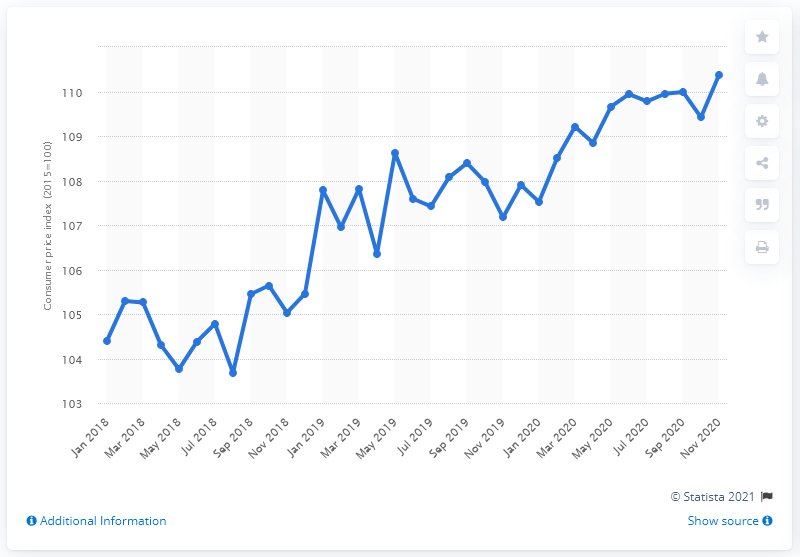 Consumer price index (2015=100)
110
109
108
107
106
105
104
103
Jan 2018
Mar 2018
May 2018
Jul 2018
Sep 2018
Nov 2018
Jan 2019
Mar 2019
May 2019
Jul 2019
Sep 2019
Nov 2019
Jan 2020
Mar 2020
May 2020
Jul 2020
Sep 2020
Nov 2020
© Statista 2021
Additional Information
Show source